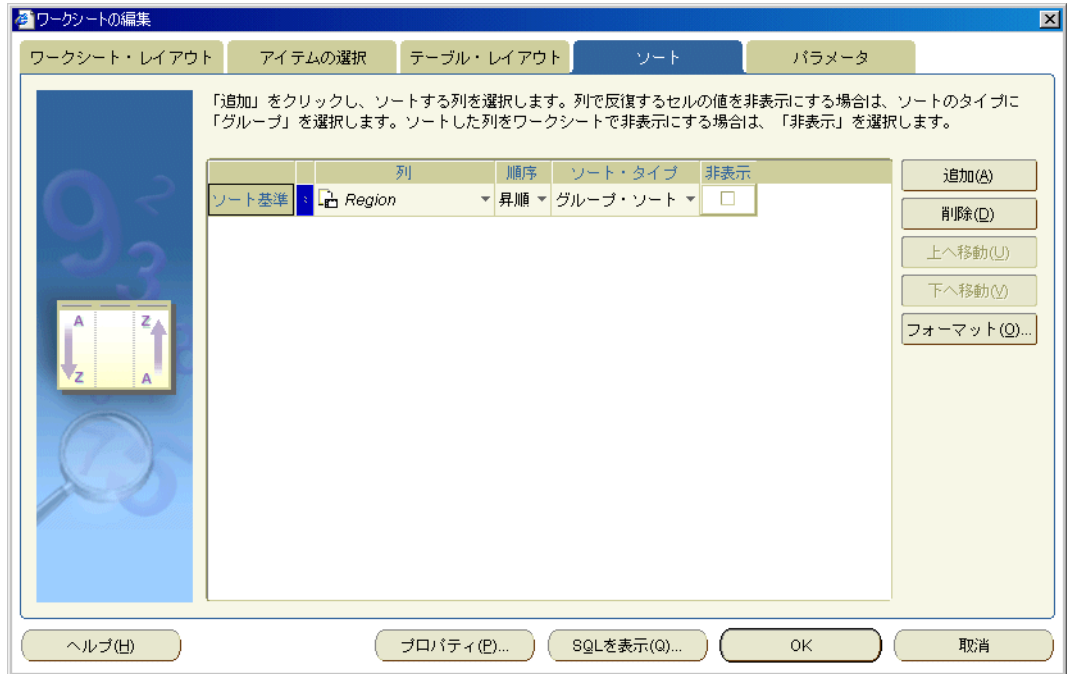 ワークシートの編集
ワークシート・レイアウト アイテムの選択 テーブル・レイアウト ソート パラメータ
「追加」をクリックし、ソートする列を選択します。列で反復するセルの値を非表示にする場合は、ソートのタイプに
「グループ」を選択します。ソートした列をワークシートで非表示にする場合は、「非表示」を選択します。
列 順序 ソート・タイプ 非表示
ソート基準 Region 昇順 グループ・ソート
追加(A)
削除(D)
上へ移動(U)
下へ移動(V)
フォーマット(O)...
9 2
3
A Z
Z A
ヘルプ(H) プロパティ(P)... SQLを表示(Q)... OK 取消